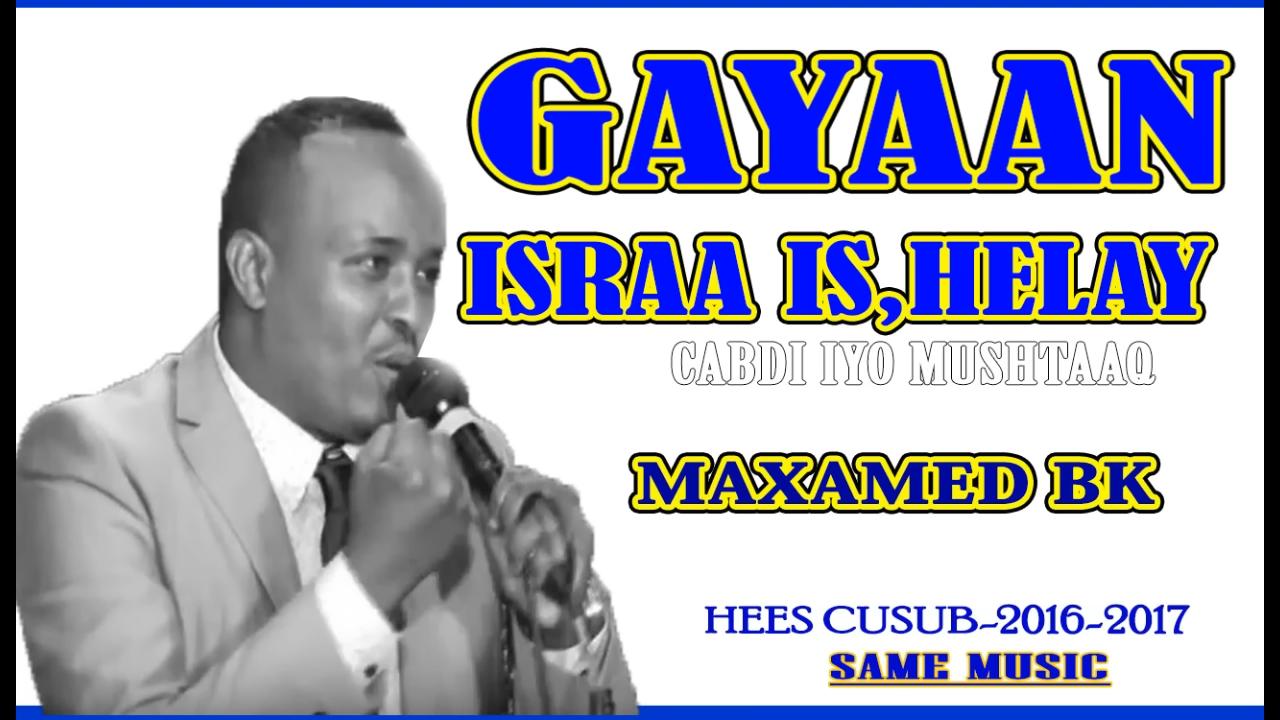 GAYAAN
ISRAA IS,HELAY
CABDI IYO MUSHTAAQ
MAXAMED BK
HEES CUSUB-2016-2017
SAME MUSIC